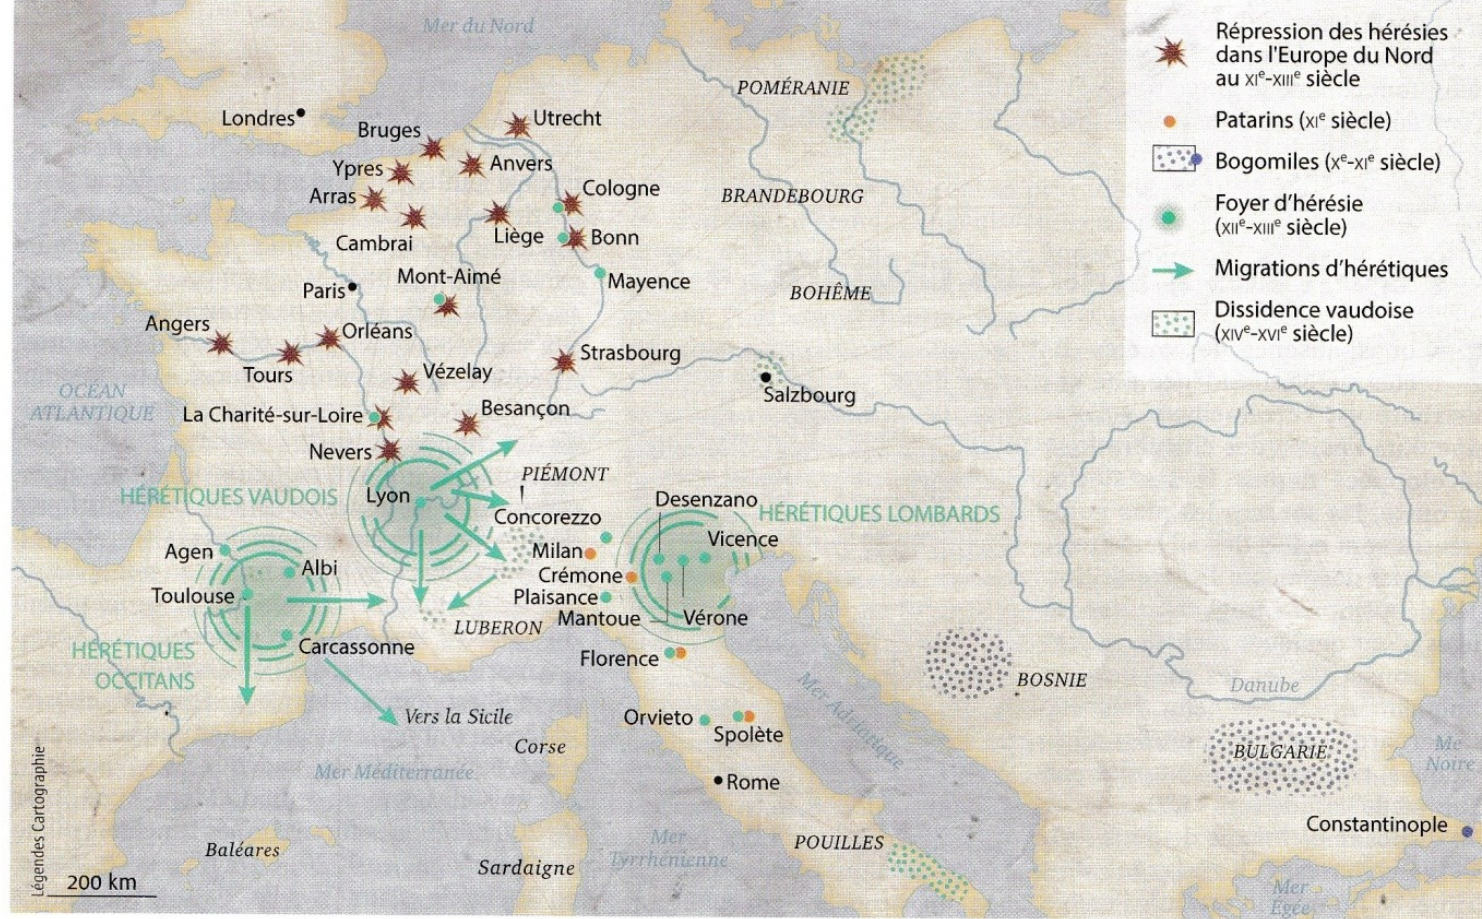 Mer du Nord
POMÉRANIE
Londres
Bruges
Utrecht
Ypres
Anvers
Arras
Cologne
BRANDEBOURG
Cambrai
Liège
Bonn
Mont-Aimé
Mayence
Paris
BOHÊME
Angers
Orléans
Tours
Strasbourg
Vézelay
OCÉAN
ATLANTIQUE
Salzbourg
La Charité-sur-Loire
Besançon
Nevers
PIÉMONT
HÉRÉTIQUES VAUDOIS
Lyon
Desenzano
HÉRÉTIQUES LOMBARDS
Concorezzo
Vicence
Agen
Milan
Albi
Crémone
Toulouse
Plaisance
Mantoue
Vérone
LUBERON
HÉRÉTIQUES
OCCITANS
Carcassonne
Florence
BOSNIE
Danube
Mer Adriatique
Vers la Sicile
Orvieto
Spolète
Corse
BULGARIE
Mer Méditerranée
Rome
Me
Noire
Constantinople
Baléares
Sardaigne
Mer
Tyrrhénienne
POUILLES
Mer
Égée
200 km
Légendes Cartographie
Répression des hérésies
dans l'Europe du Nord
au XIe-XIIIe siècle
Patarins (XIe siècle)
Bogomiles (Xe-XIe siècle)
Foyer d'hérésie
(XIIe-XIIIe siècle)
Migrations d'hérétiques
Dissidence vaudoise
(XIVe-XVIe siècle)